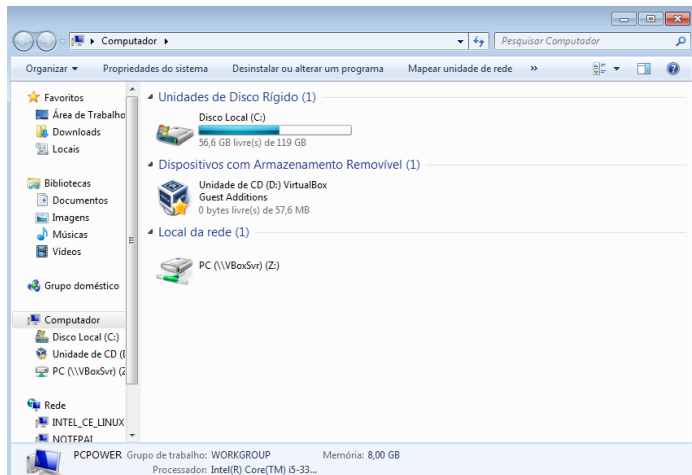 Computador
Pesquisar Computador
Organizar Propriedades do sistema Desinstalar ou alterar um programa Mapear unidade de rede »
Favoritos
Área de Trabalho
Downloads
Locais
Bibliotecas
Documentos
Imagens
Músicas
Vídeos
Grupo doméstico
Computador
Disco Local (C:)
Unidade de CD (D
PC (\\VBoxSvr) (Z
Rede
INTEL_CE_LINUX
NOTEPAI
Unidades de Disco Rígido (1)
Disco Local (C:)
56,6 GB livre(s) de 119 GB
Dispositivos com Armazenamento Removível (1)
Unidade de CD (D:) VirtualBox
Guest Additions
0 bytes livre(s) de 57,6 MB
Local da rede (1)
PC (\\VBoxSvr) (Z:)
PCPOWER Grupo de trabalho: WORKGROUP Memória: 8,00 GB
Processador: Intel(R) Core(TM) i5-33...